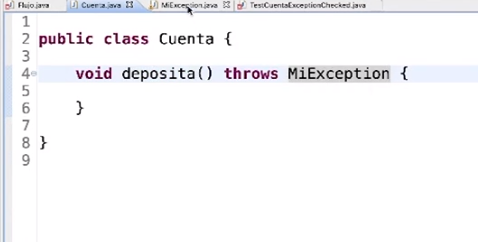 Flujo.java Cuenta.java MiException.java TestCuentaExceptionChecked.java
1
2 public class Cuenta {
3
4 void deposita() throws MiException {
5
6 }
7
8 }
9